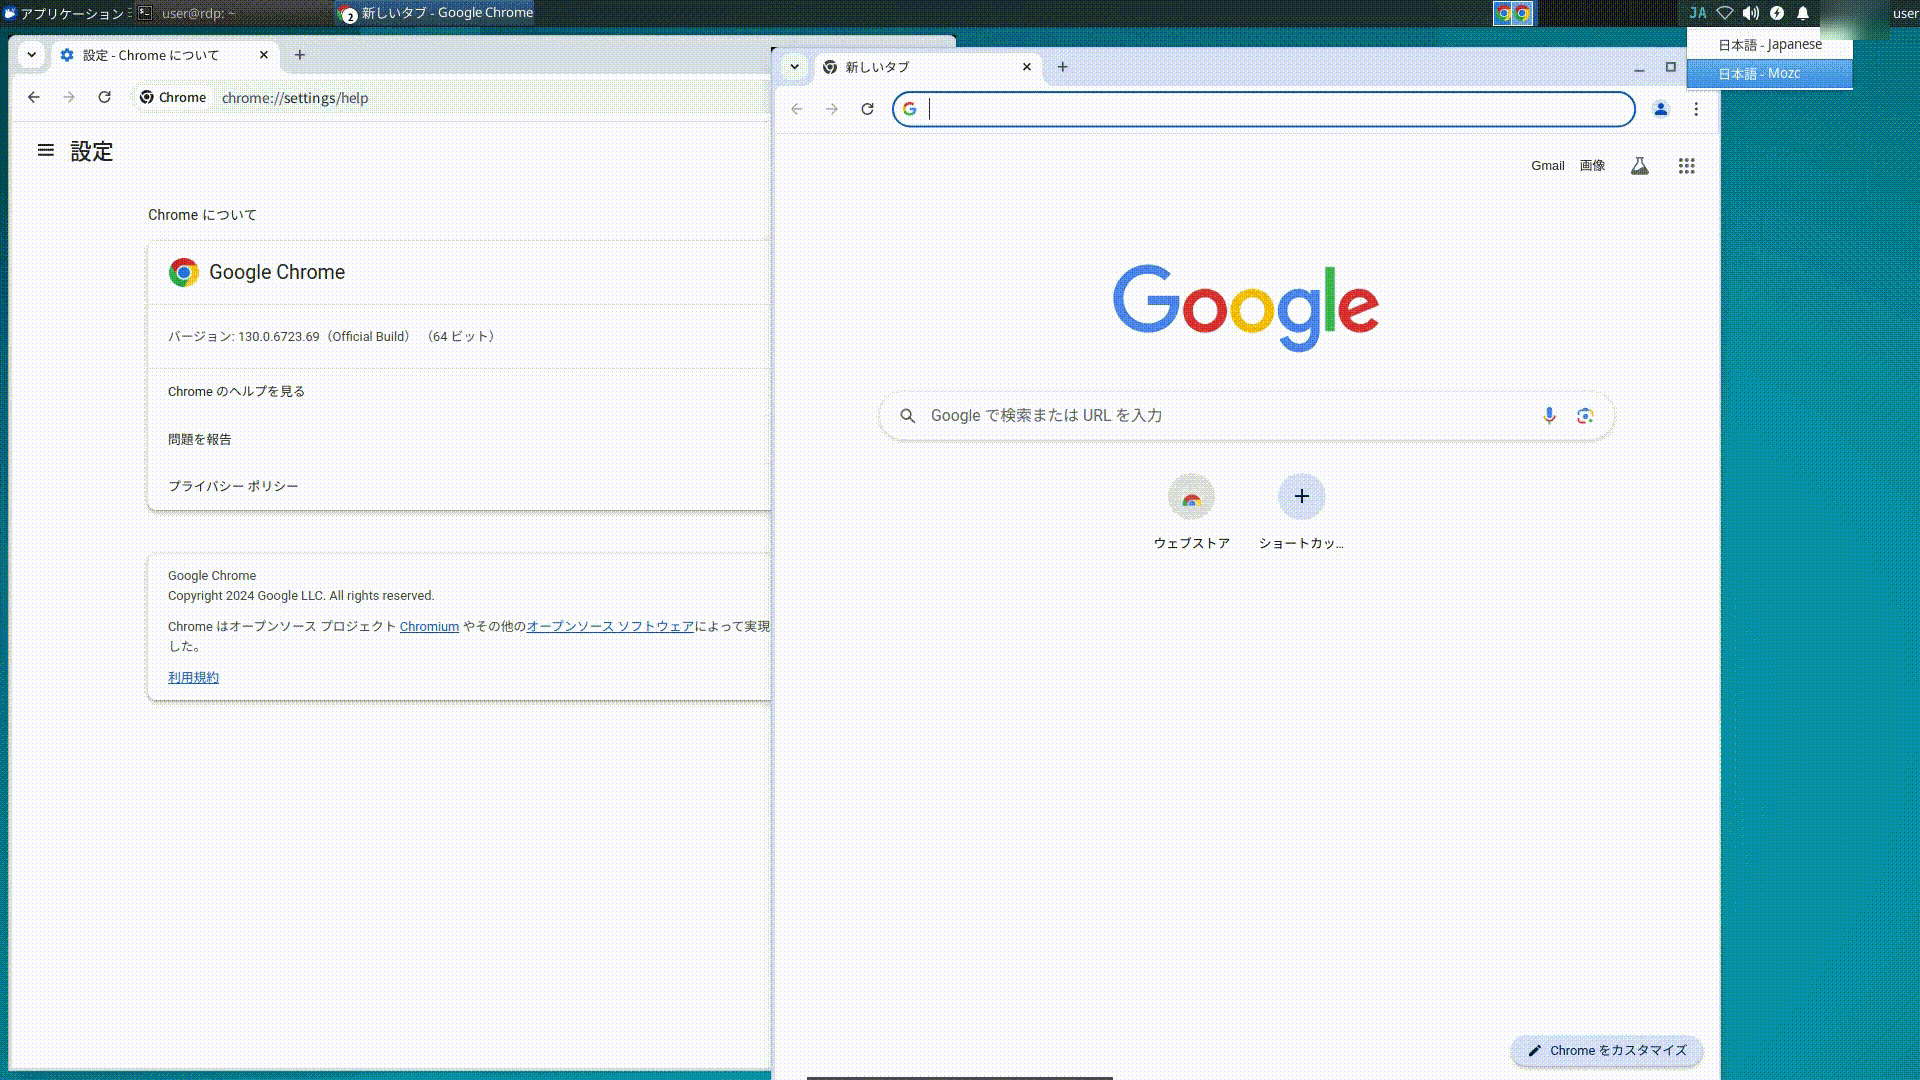 アプリケーション
user@rdp: ~
2
新しいタブ - Google Chrome
JA
user
日本語 - Japanese
日本語 - Mozc
設定 - Chrome について
Chrome
chrome://settings/help
設定
Chrome について
Google Chrome
バージョン: 130.0.6723.69（Official Build） （64 ビット）
Chrome のヘルプを見る
問題を報告
プライバシー ポリシー
Google Chrome
Copyright 2024 Google LLC. All rights reserved.
Chrome はオープンソース プロジェクト Chromium やその他のオープンソース ソフトウェアによって実現
した。
利用規約
新しいタブ
Gmail 画像
Google
Google で検索または URL を入力
ウェブストア
ショートカッ...
Chrome をカスタマイズ